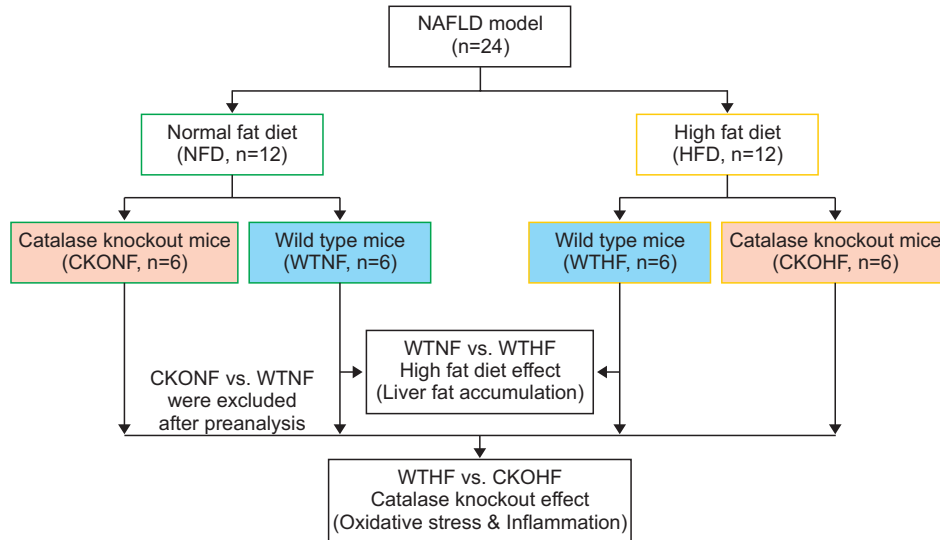 NAFLD model
(n=24)
Normal fat diet
(NFD, n=12)
High fat diet
(HFD, n=12)
Catalase knockout mice
(CKONF, n=6)
Wild type mice
(WTNF, n=6)
Wild type mice
(WTHF, n=6)
Catalase knockout mice
(CKOHF, n=6)
WTNF vs. WTHF
High fat diet effect
(Liver fat accumulation)
CKONF vs. WTNF
were excluded
after preanalysis
WTHF vs. CKOHF
Catalase knockout effect
(Oxidative stress & Inflammation)